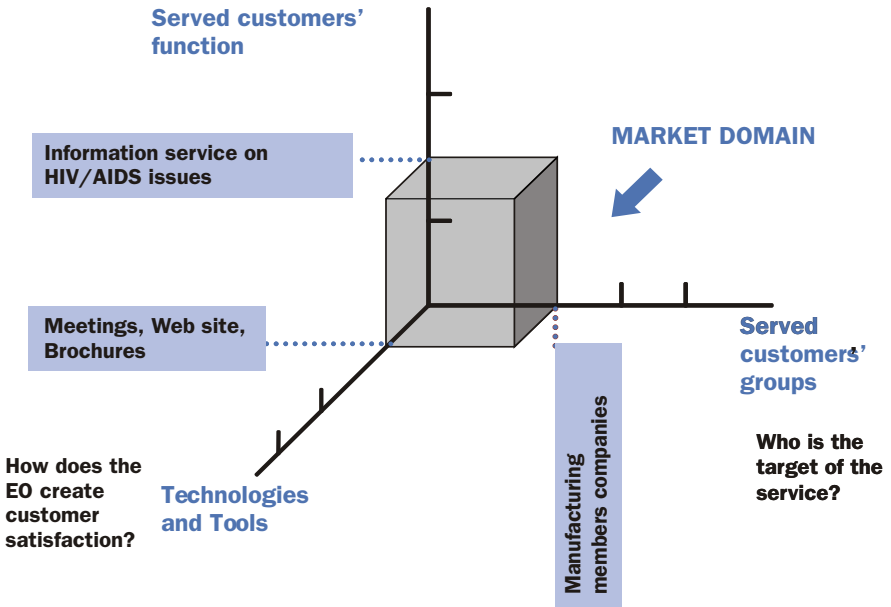 Served customers’
function
MARKET DOMAIN
Information service on
HIV/AIDS issues
Meetings, Web site,
Brochures
Served
customers’
groups
Manufacturing
members companies
Who is the
target of the
service?
How does the
EO create
customer
satisfaction?
Technologies
and Tools